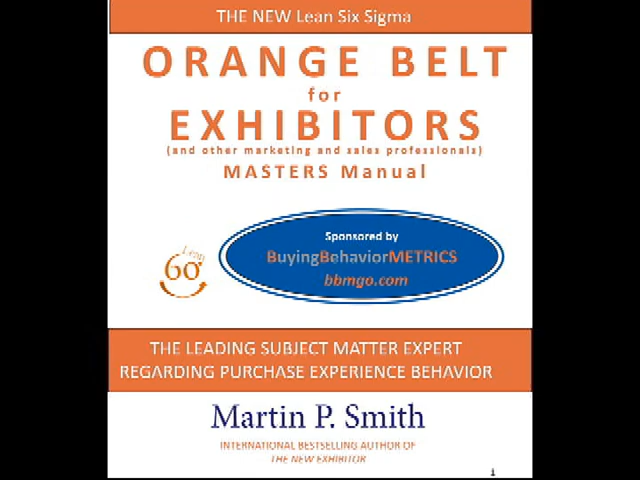 THE NEW Lean Six Sigma
ORANGE BELT
for
EXHIBITORS
(and other marketing and sales professionals)
MASTERS Manual
Sponsored by
BuyingBehaviorMETRICS
bbmgo.com
Lean
6σ
THE LEADING SUBJECT MATTER EXPERT
REGARDING PURCHASE EXPERIENCE BEHAVIOR
Martin P. Smith
INTERNATIONAL BESTSELLING AUTHOR OF
THE NEW EXHIBITOR
1